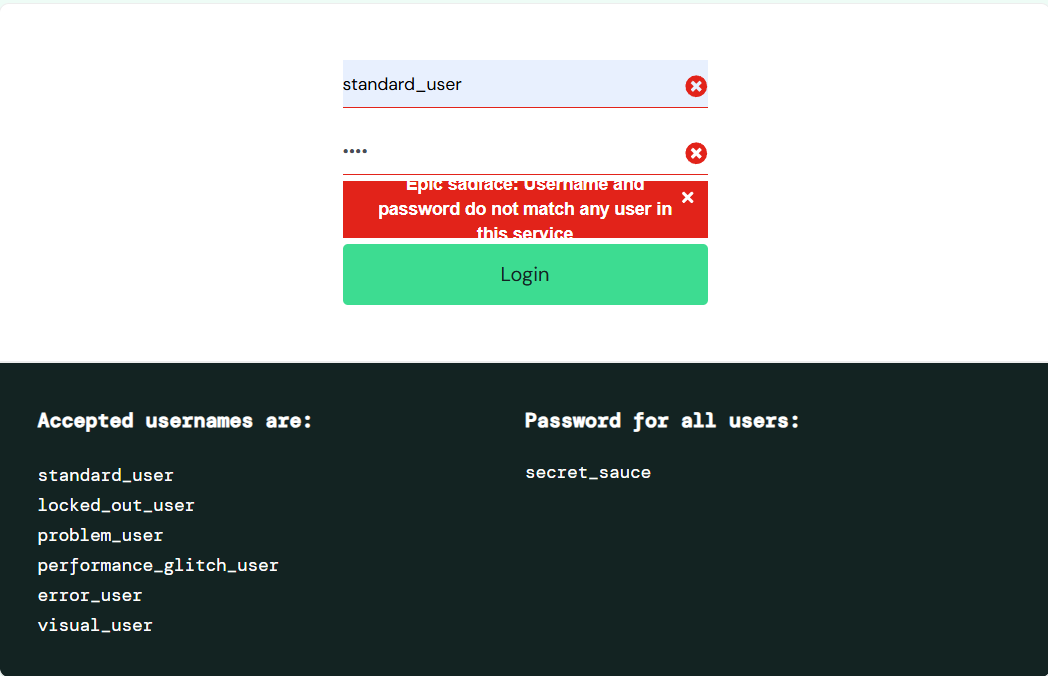 standard_user
••••
Epic sadface: Username and
password do not match any user in
this service
Login
Accepted usernames are:
standard_user
locked_out_user
problem_user
performance_glitch_user
error_user
visual_user
Password for all users:
secret_sauce